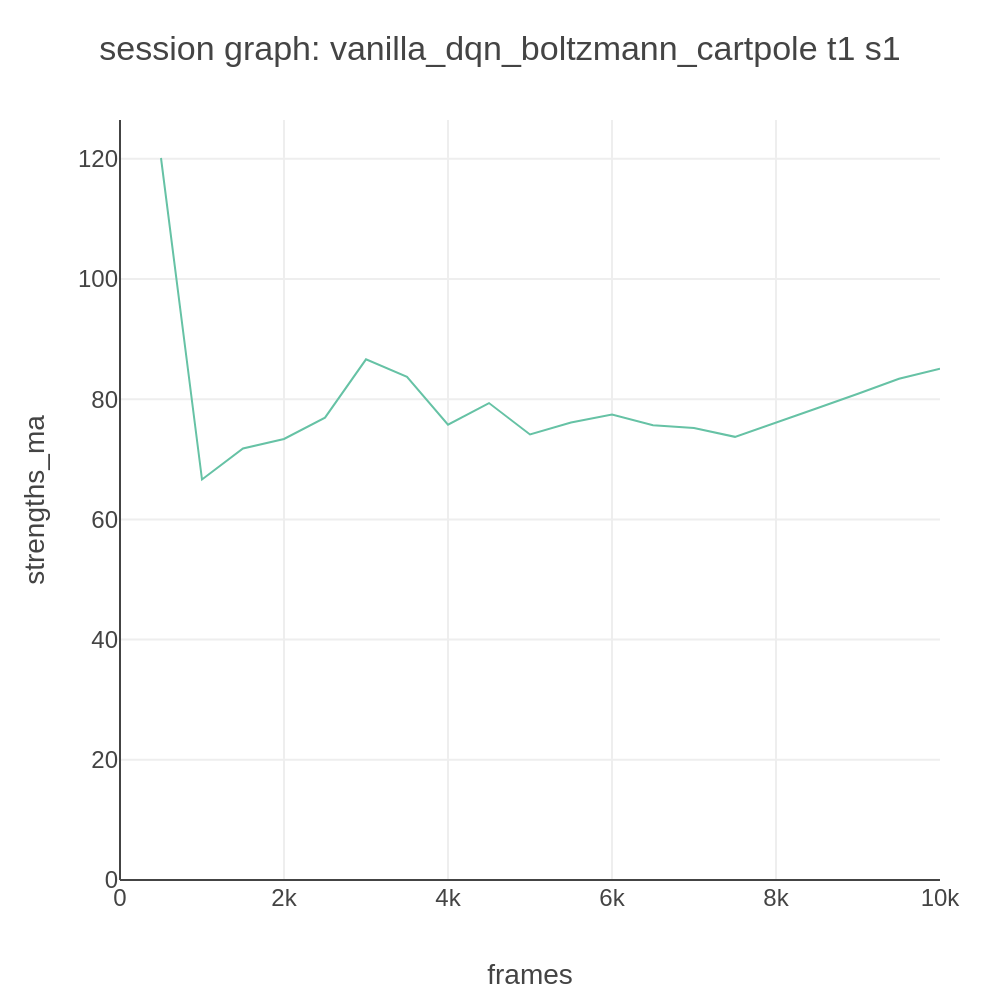 session graph: vanilla_dqn_boltzmann_cartpole t1 s1
120
100
80
60
40
20
0
strengths_ma
0 2k 4k 6k 8k 10k
frames